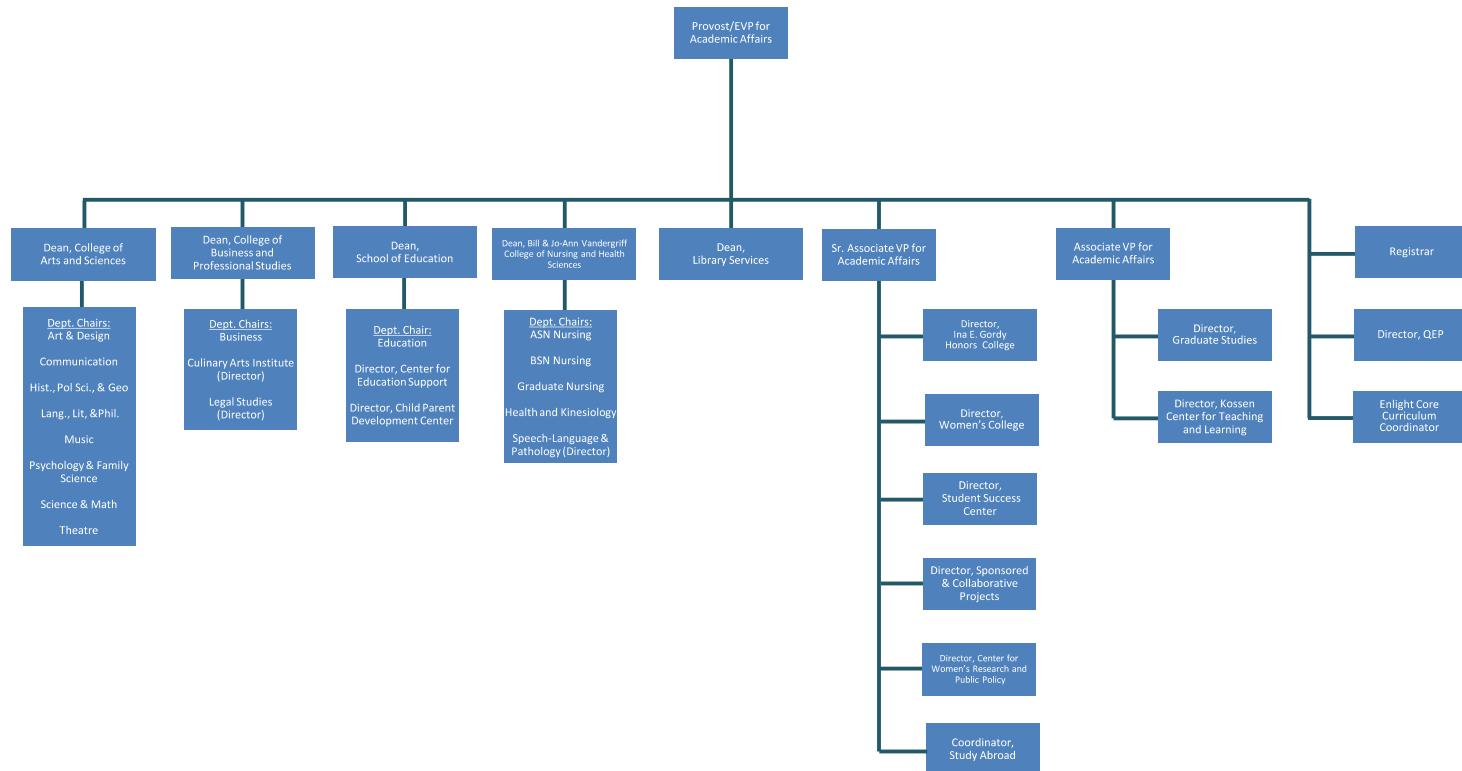 Provost/EVP for
Academic Affairs
Dean, College of
Arts and Sciences
Dean, College of
Business and
Professional Studies
Dean,
School of Education
Dean, Bill & Jo-Ann Vandergriff
College of Nursing and Health
Sciences
Dean,
Library Services
Sr. Associate VP for
Academic Affairs
Associate VP for
Academic Affairs
Registrar
Dept. Chairs:
Art & Design
Communication
Hist., Pol Sci., & Geo
Lang., Lit, &Phil.
Music
Psychology & Family
Science
Science & Math
Theatre
Dept. Chairs:
Business
Culinary Arts Institute
(Director)
Legal Studies
(Director)
Dept. Chair:
Education
Director, Center for
Education Support
Director, Child Parent
Development Center
Dept. Chairs:
ASN Nursing
BSN Nursing
Graduate Nursing
Health and Kinesiology
Speech-Language &
Pathology (Director)
Director,
Ina E. Gordy
Honors College
Director,
Women's College
Director,
Student Success
Center
Director, Sponsored
& Collaborative
Projects
Director, Center for
Women's Research and
Public Policy
Coordinator,
Study Abroad
Director,
Graduate Studies
Director, Kossen
Center for Teaching
and Learning
Director, QEP
Enlight Core
Curriculum
Coordinator